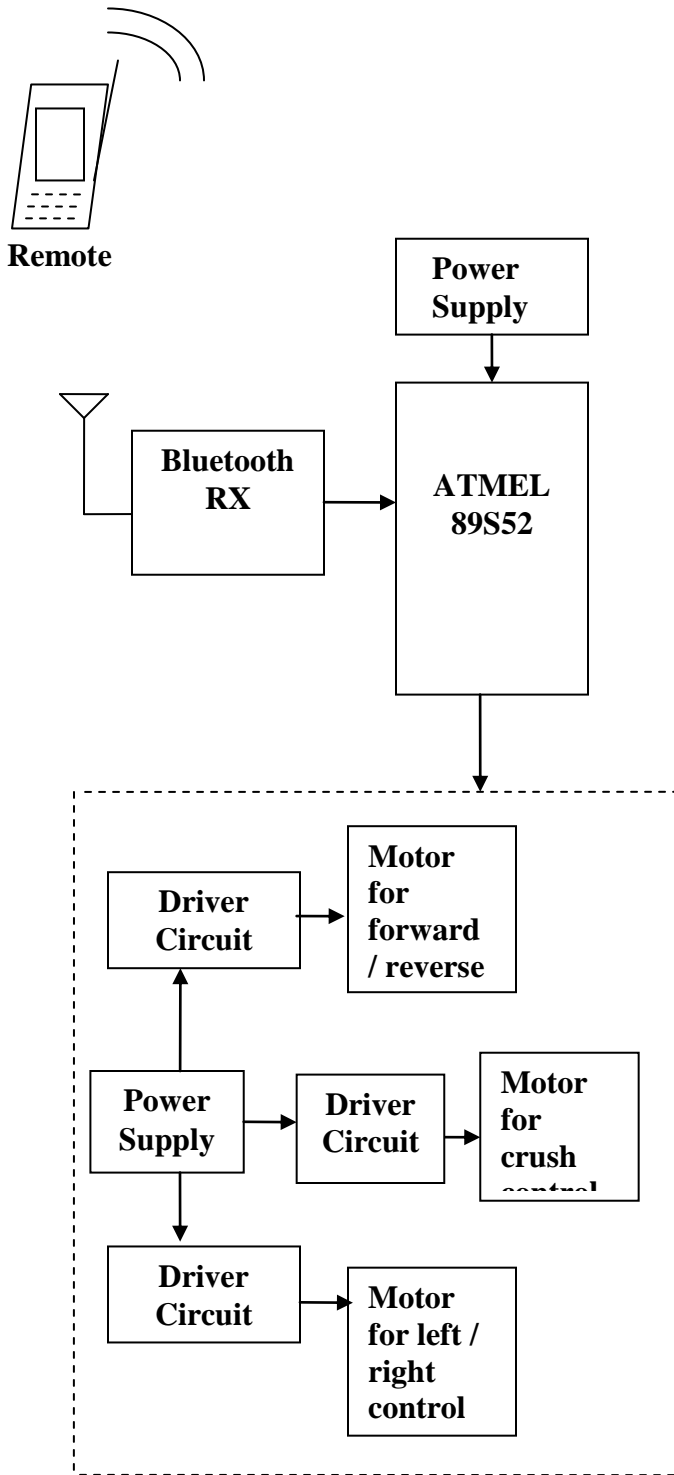 Remote
Power
Supply
Bluetooth
RX
ATMEL
89S52
Motor
for
forward
/ reverse
Driver
Circuit
Power
Supply
Driver
Circuit
Motor
for
crush
control
Driver
Circuit
Motor
for left /
right
control